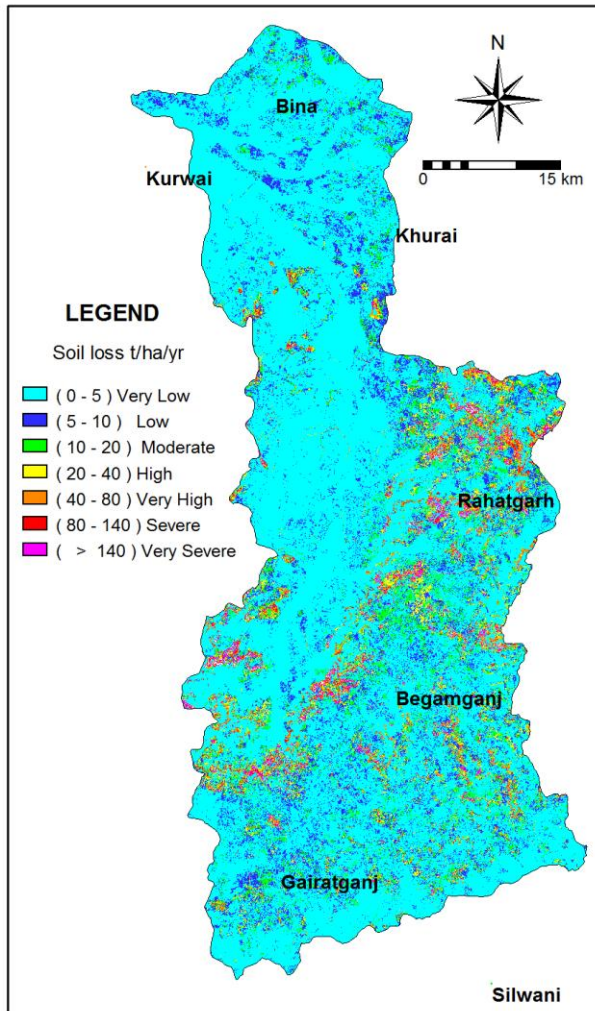 N
Bina
0 15 km
Kurwai
Khurai
LEGEND
Soil loss t/ha/yr
( 0 - 5 ) Very Low
( 5 - 10 ) Low
( 10 - 20 ) Moderate
( 20 - 40 ) High
( 40 - 80 ) Very High
( 80 - 140 ) Severe
( > 140 ) Very Severe
Rahatgarh
Begamganj
Gairatganj
Silwani